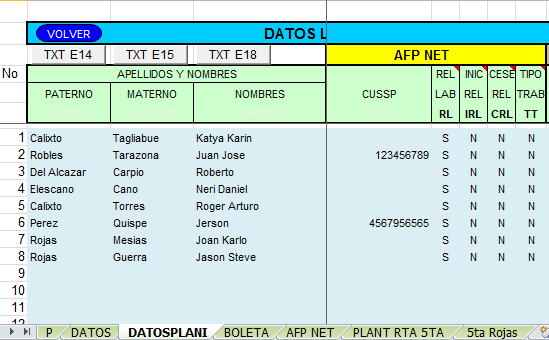 VOLVER DATOS L
TXT E14 TXT E15 TXT E18 AFP NET
No APELLIDOS Y NOMBRES REL INIC CESE TIPO
PATERNO MATERNO NOMBRES CUSSP LAB REL REL TRAB
RL IRL CRL TT
1 Calixto Tagliabue Katya Karin S N N N
2 Robles Tarazona Juan Jose 123456789 S N N N
3 Del Alcazar Carpio Roberto S N N N
4 Elescano Cano Neri Daniel S N N N
5 Calixto Torres Roger Arturo S N N N
6 Perez Quispe Jerson 4567956565 S N N N
7 Rojas Mesias Joan Karlo S N N N
8 Rojas Guerra Jason Steve S N N N
9
10
11
12
P DATOS DATOSPLANI BOLETA AFP NET PLANT RTA 5TA 5ta Rojas